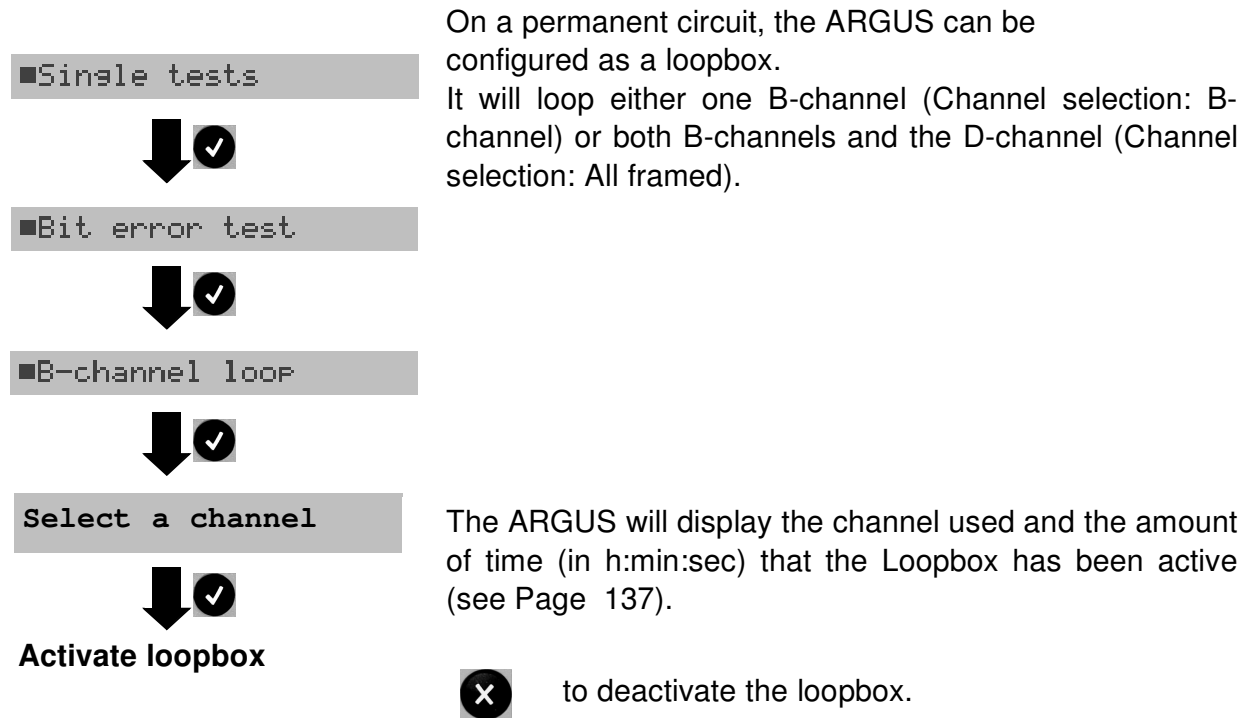 On a permanent circuit, the ARGUS can be
configured as a loopbox.
It will loop either one B-channel (Channel selection: B-
channel) or both B-channels and the D-channel (Channel
selection: All framed).
■Single tests
■Bit error test
■B-channel loop
Select a channel
The ARGUS will display the channel used and the amount
of time (in h:min:sec) that the Loopbox has been active
(see Page 137).
Activate loopbox
to deactivate the loopbox.